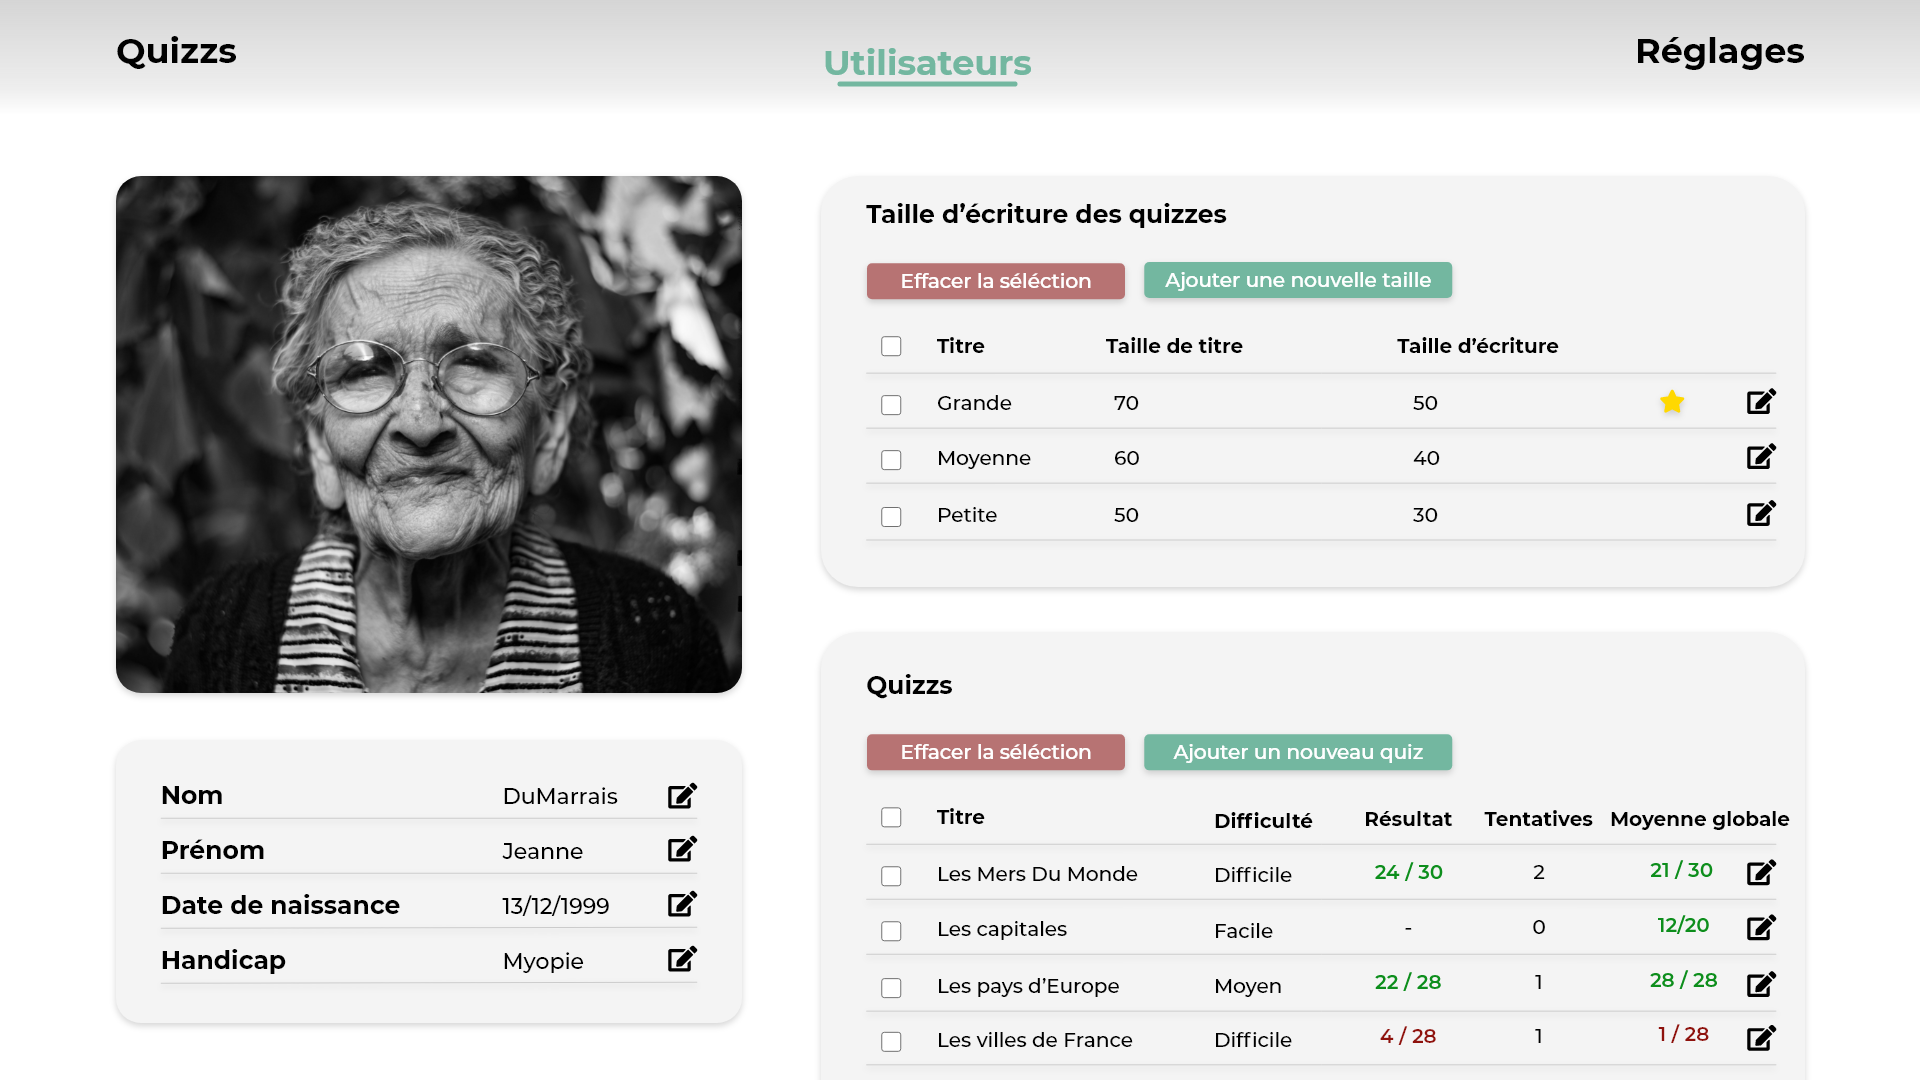 Quizzs
Utilisateurs
Réglages
Taille d’écriture des quizzes
Effacer la séléction
Ajouter une nouvelle taille
Titre Taille de titre Taille d’écriture
Grande 70 50
Moyenne 60 40
Petite 50 30
Nom DuMarrais
Prénom Jeanne
Date de naissance 13/12/1999
Handicap Myopie
Quizzs
Effacer la séléction
Ajouter un nouveau quiz
Titre Difficulté Résultat Tentatives Moyenne globale
Les Mers Du Monde Difficile 24 / 30 2 21 / 30
Les capitales Facile - 0 12/20
Les pays d’Europe Moyen 22 / 28 1 28 / 28
Les villes de France Difficile 4 / 28 1 1 / 28